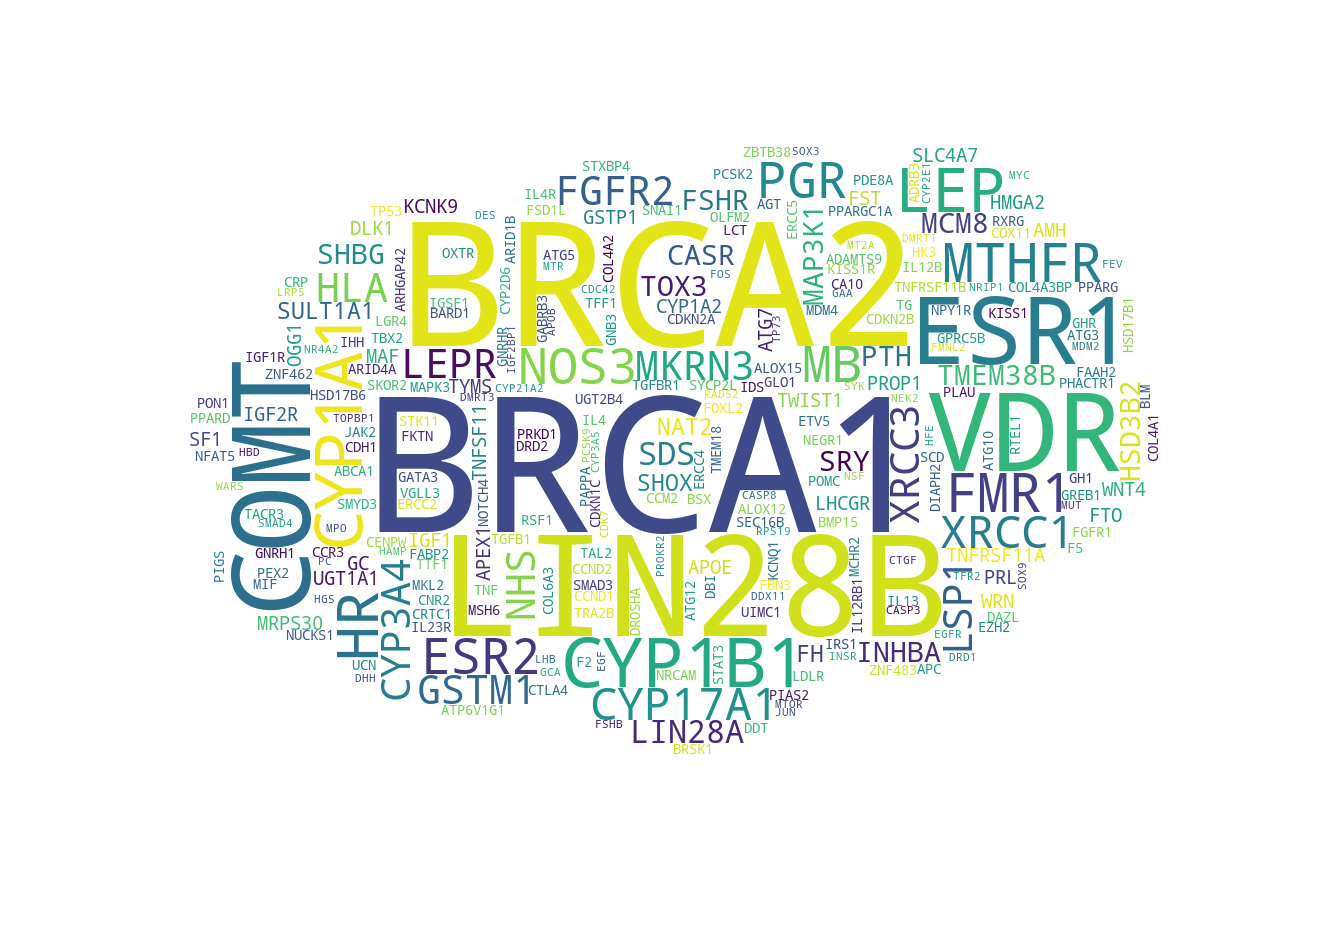 ZBTB38 SOX3 SLC4A7
STXBP4 PCSK2 PGR PDE8A ADRB3 CYP2E1 LEP MYC
IL4R FGFR2 FSHR FST HMGA2
TP53 KCNK9 DES FSD1L GSTP1 SNAI1 OLFM2 AGT ERCC5 MAP3K1 PPARGC1A MCM8 RXRG
DLK1 ARID1B LCT COX11 AMH
SHBG ARHGAP42 OXTR BRCA2 ATG5 MTR COL4A2 CASR MT2A DMRT1 HK3 MTHFR FEV
CRP LRP5 HLA CYP2D6 CDC42 TOX3 FOS ADAMTS9 KISS1R IL12B
IGSF1 GABRB3 APOB TFF1 CYP1A2 CA10 GAA TNFRSF11B NRIP1 COL4A3BP PPARG
SULT1A1 BARD1 GNB3 CDKN2A ATG7 TP73 MDM4 TG NPY1R KISS1 HSD17B1
LGR4 CDKN2B ESR1 GHR
OGG1 IHH TBX2 GNRHR IGF2BP1 GPRC5B ATG3
IGF1R NR4A2 MAF LEPR NOS3 MKRN3 MB PTH FMNL2 MDM2
ZNF462 ARID4A ALOX15 FAAH2
SKOR2 MAPK3 TYMS CYP21A2 TGFBR1 SYCP2L IDS GLO1 SYK PROP1 TMEM38B PHACTR1
COMT CYP1A1 HSD17B6 DMRT3 UGT2B4 RAD52 TWIST1 NEK2 PLAU HSD3B2 BLM
PON1 PPARD IGF2R TOPBP1 STK11 BRCA1 FOXL2 XRCC3 VDR
SF1 JAK2 FKTN PRKD1 IL4 NAT2 ETV5 HFE RTEL1 COL4A1
NFAT5 HBD CDH1 TNFSF11 DRD2 PCSK9 CYP3A5 SDS TMEM18 NEGR1 SRY SCD ATG10
ABCA1 GATA3 PAPPA SHOX ERCC4 POMC NSF DIAPH2 FMR1 GH1
WARS VGLL3 NOTCH4 CDKN1C CCM2 BSX CASP8 LHCGR GREB1 MUT WNT4
SMYD3 ERCC2 ALOX12
TACR3 SMAD4 MPO RSF1 CDK7 SEC16B RPS19 BMP15 XRCC1 FTO FGFR1
CENPW IGF1 APEX1 TGFB1 PROKR2 MCHR2 F5
PIGS GNRH1 CCR3 PC HAMP FABP2 TTF1 TAL2 LIN28B KCNQ1 CTGF TNFRSF11A
PEX2 GC CCND2 APOE
MIF UGT1A1 CYP3A4 MKL2 TNF NHS COL6A3 SMAD3 ATG12 DBI FBN3 IL12RB1 LSP1 TFR2 PRL SOX9
HGS CNR2 CCND1 DROSHA DDX11 IL13 WRN
MRPS30 HR CRTC1 MSH6 TRA2B UIMC1 CASP3 DAZL
NUCKS1 IL23R EGFR EZH2
ESR2 LHB F2 EGF CYP1B1 STAT3 FH IRS1 INHBA DRD1
UCN GCA NRCAM INSR ZNF483 APC
DHH GSTM1 CTLA4 LDLR
ATP6V1G1 CYP17A1 PIAS2 MTOR JUN
FSHB LIN28A DDT
BRSK1